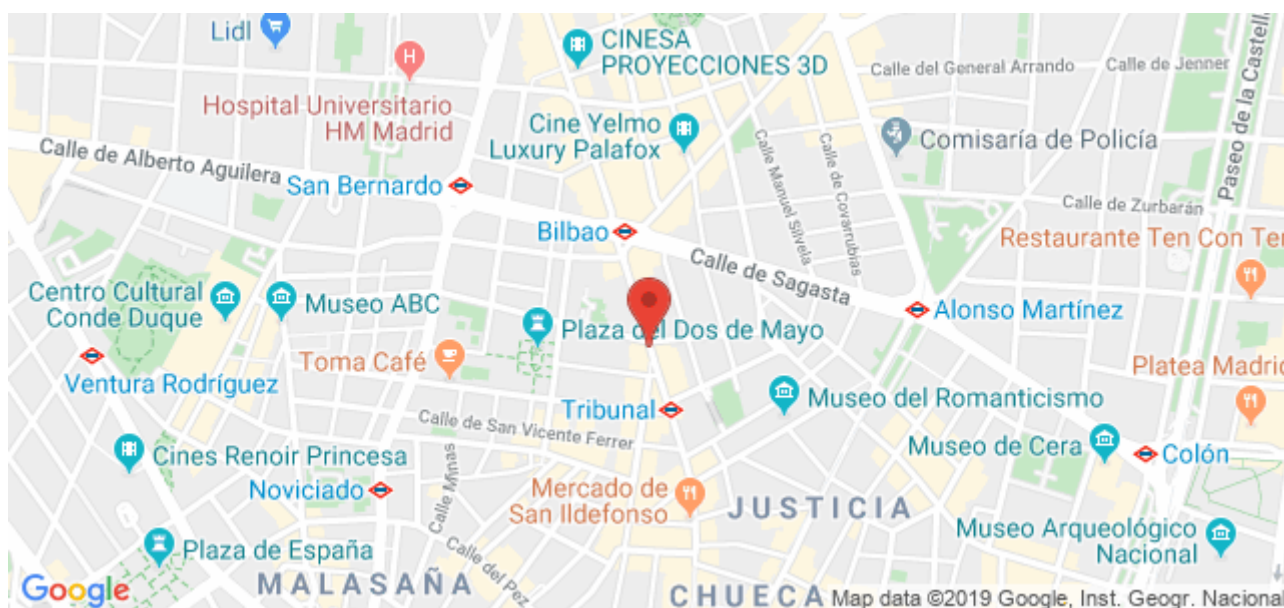 Lidl
CINESA
PROYECCIONES 3D
Calle del General Arrando
Calle de Jenner
Paseo de la Castell
Hospital Universitario
HM Madrid
Cine Yelmo
Luxury Palafox
Comisaría de Policía
Calle de Alberto Aguilera
San Bernardo
Calle Manuel Silvela
Calle de Covarrubias
Calle de Zurbarán
Bilbao
Restaurante Ten Con Ten
Calle de Sagasta
Centro Cultural
Conde Duque
Museo ABC
Plaza del Dos de Mayo
Alonso Martínez
Toma Café
Ventura Rodríguez
Platea Madrid
Tribunal
Museo del Romanticismo
Calle de San Vicente Ferrer
Museo de Cera
Colón
Cines Renoir Princesa
Noviciado
Calle Minas
Mercado de
San Ildefonso
JUSTICIA
Museo Arqueológico
Nacional
Plaza de España
Calle del Pez
Google
MALASAÑA
CHUECA
Map data ©2019 Google, Inst. Geogr. Nacional